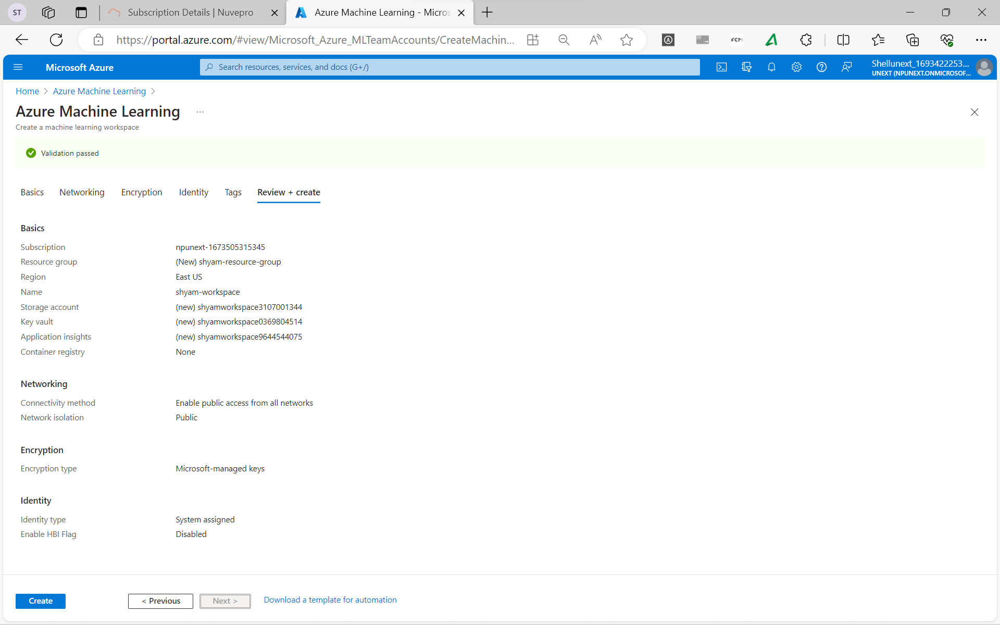 ST
Subscription Details | Nuvepro
Azure Machine Learning - Micros
https://portal.azure.com/#view/Microsoft_Azure_MLTeamAccounts/CreateMachin...
A
FCM
Microsoft Azure
Search resources, services, and docs (G+/)
Shellunext_1693422253...
UNEXT (NPUNEXT.ONMICROSOF...
Home > Azure Machine Learning >
Azure Machine Learning ...
Create a machine learning workspace
Validation passed
Basics Networking Encryption Identity Tags Review + create
Basics
Subscription npunext-1673505315345
Resource group (New) shyam-resource-group
Region East US
Name shyam-workspace
Storage account (new) shyamworkspace3107001344
Key vault (new) shyamworkspace0369804514
Application insights (new) shyamworkspace9644544075
Container registry None
Networking
Connectivity method Enable public access from all networks
Network isolation Public
Encryption
Encryption type Microsoft-managed keys
Identity
Identity type System assigned
Enable HBI Flag Disabled
Create < Previous Next > Download a template for automation